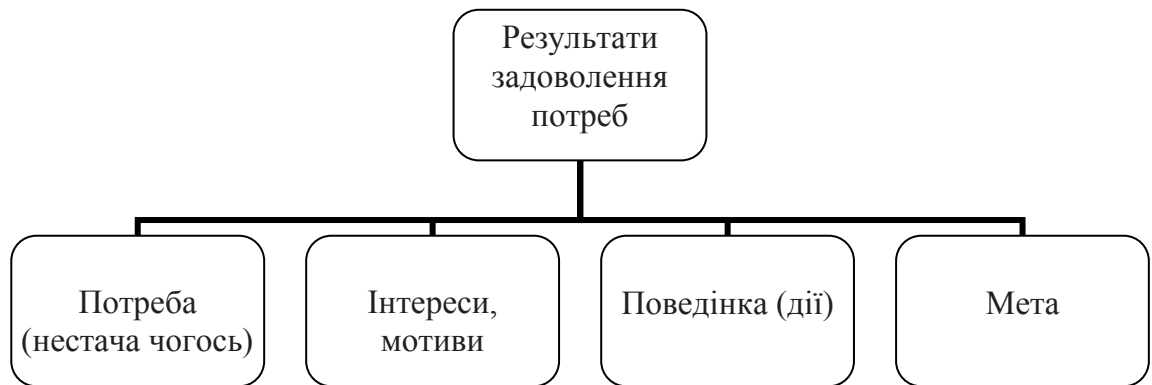 Результати
задоволення
потреб
Потреба
(нестача чогось)
Інтереси,
мотиви
Поведінка (дії)
Мета